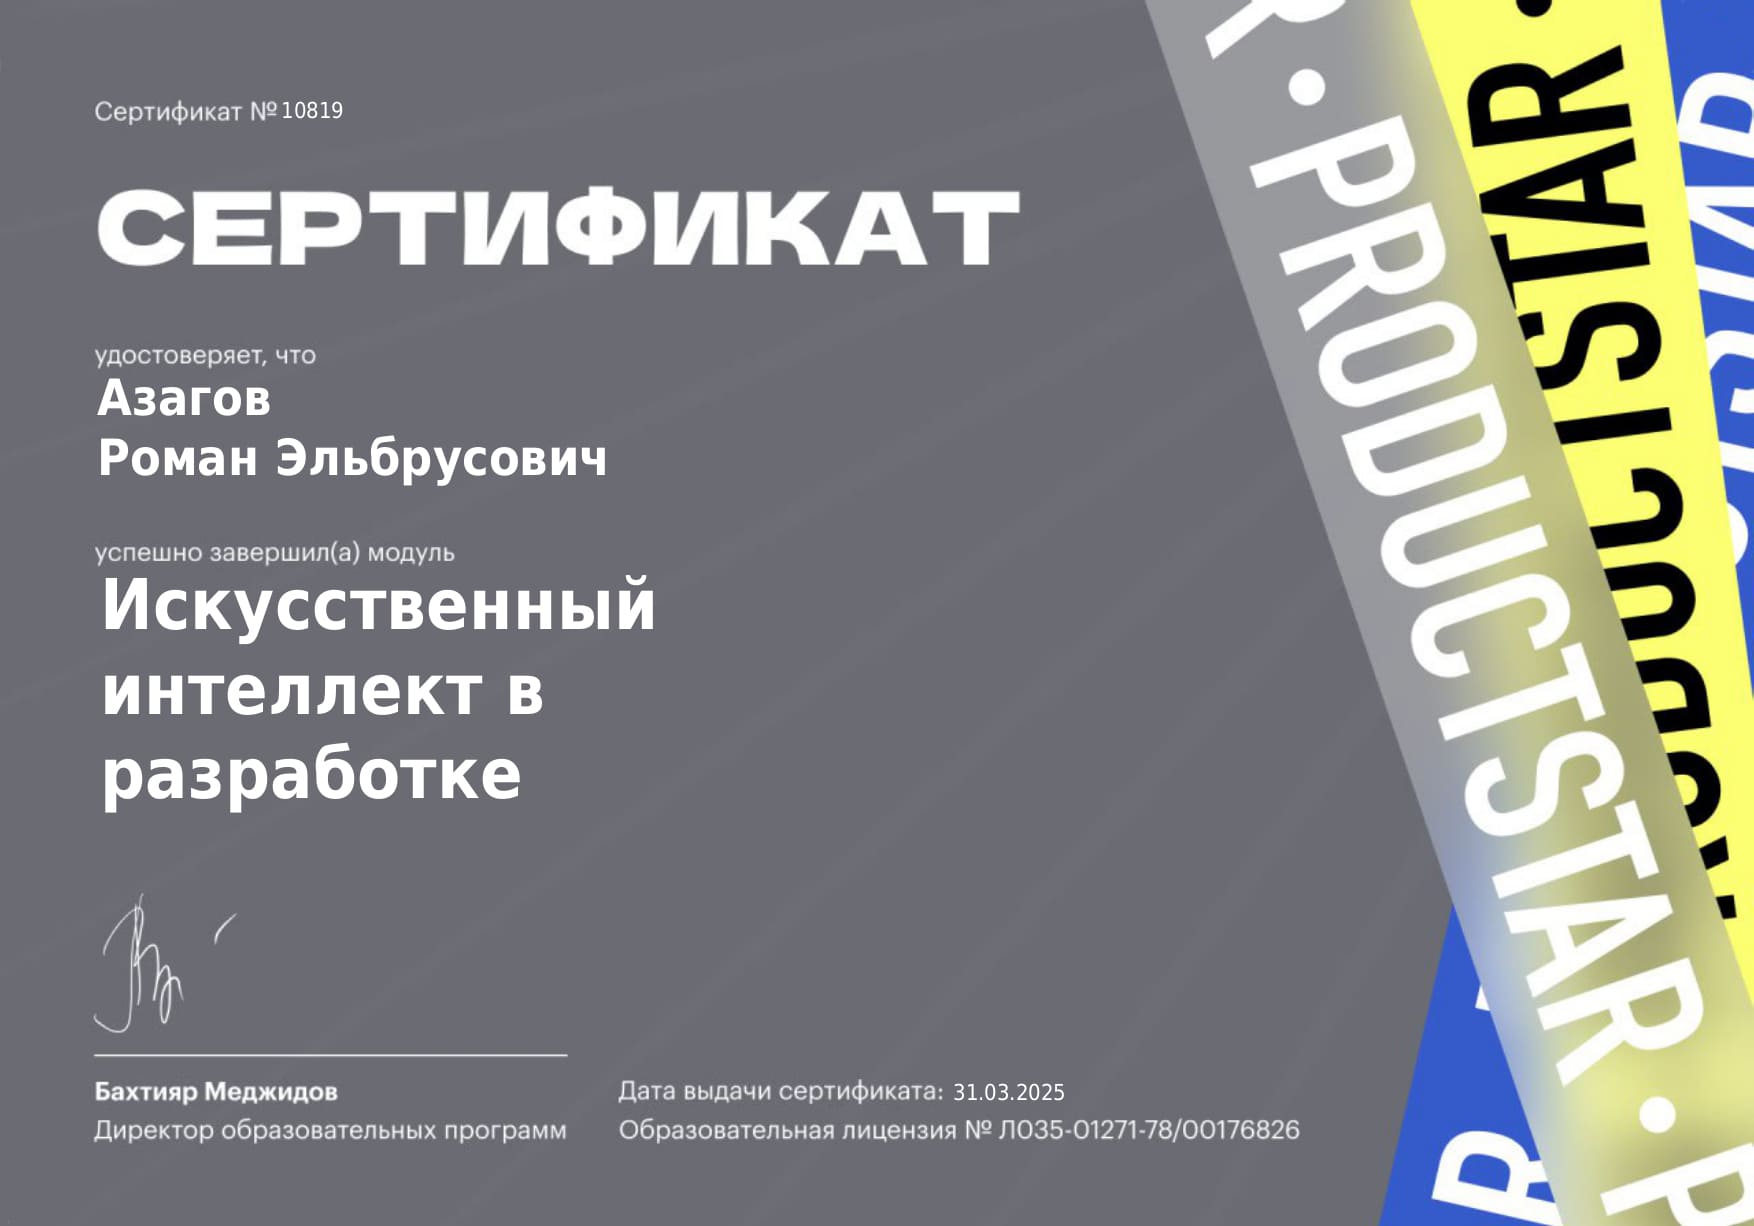 Сертификат № 10819
СЕРТИФИКАТ
удостоверяет, что
Азагов
Роман Эльбрусович
успешно завершил(а) модуль
Искусственный
интеллект в
разработке
Бахтияр Меджидов
Директор образовательных программ
Дата выдачи сертификата: 31.03.2025
Образовательная лицензия № Л035-01271-78/00176826
R • PRODUCTSTAR • P
PRODUCTSTAR •